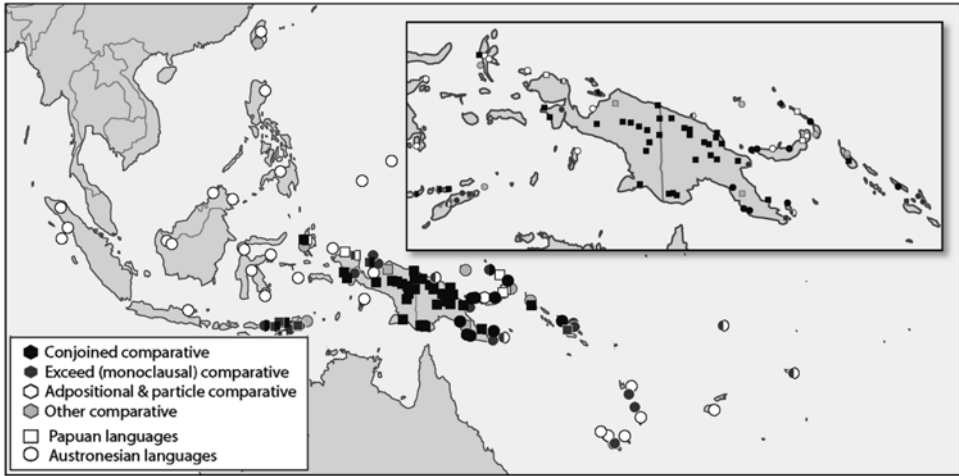 Conjoined comparative
Exceed (monoclausal) comparative
Adpositional & particle comparative
Other comparative
Papuan languages
Austronesian languages